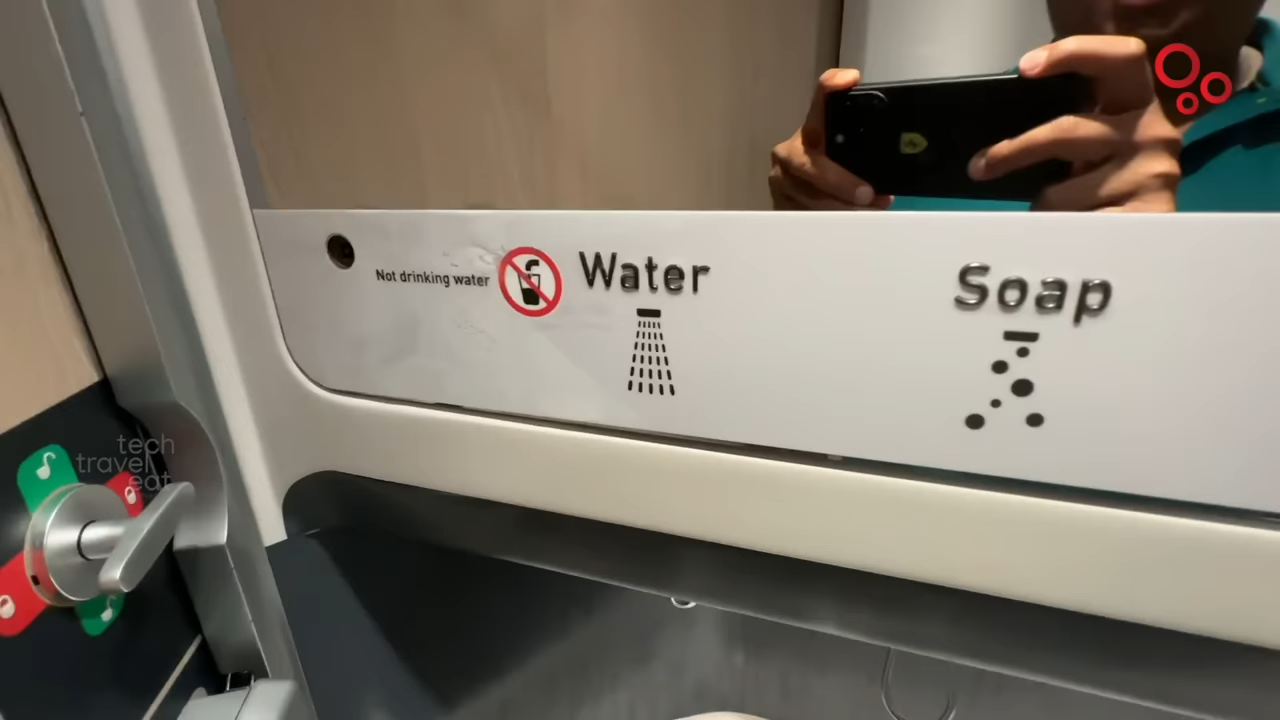 Not drinking water
Water
Soap
tech
travel
eat